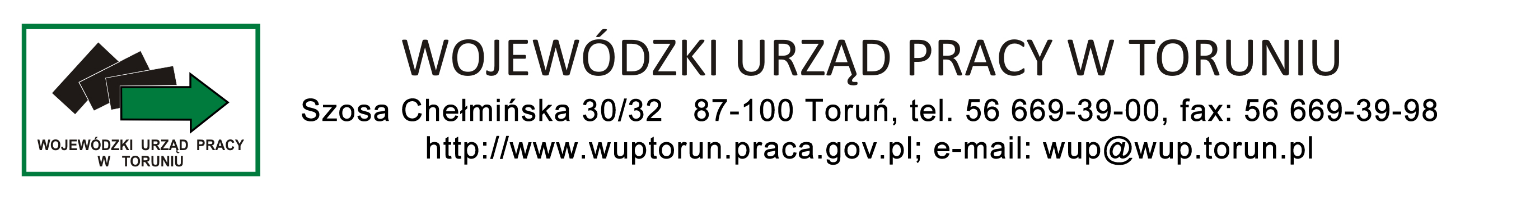 WOJEWÓDZKI URZĄD PRACY
W TORUNIU
WOJEWÓDZKI URZĄD PRACY W TORUNIU
Szosa Chełmińska 30/32 87-100 Toruń, tel. 56 669-39-00, fax: 56 669-39-98
http://www.wuptorun.praca.gov.pl; e-mail: wup@wup.torun.pl